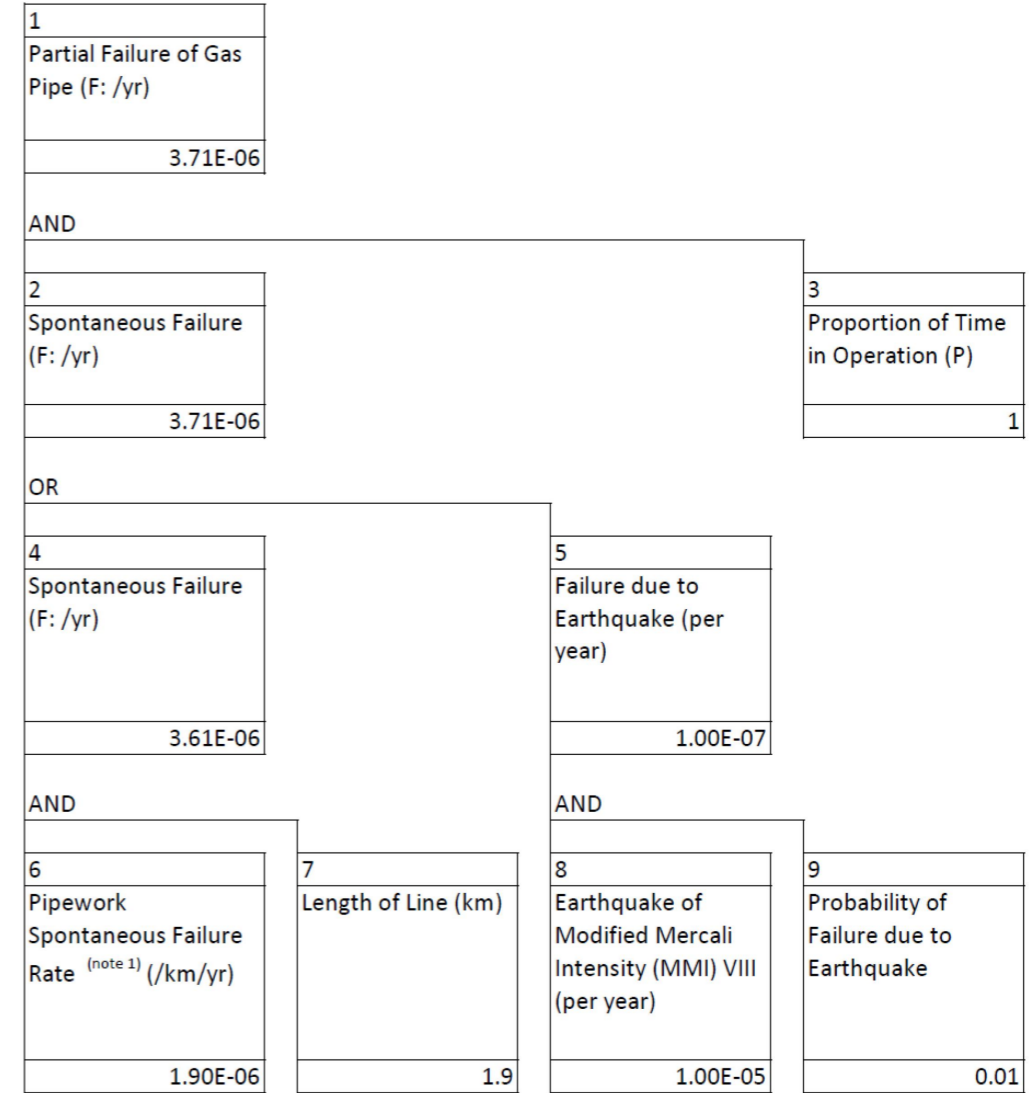 1
Partial Failure of Gas
Pipe (F: /yr)
3.71E-06
AND
2
Spontaneous Failure
(F: /yr)
3.71E-06
3
Proportion of Time
in Operation (P)
1
OR
4
Spontaneous Failure
(F: /yr)
3.61E-06
5
Failure due to
Earthquake (per
year)
1.00E-07
AND
AND
6
Pipework
Spontaneous Failure
Rate (note 1) (/km/yr)
1.90E-06
7
Length of Line (km)
1.9
8
Earthquake of
Modified Mercali
Intensity (MMI) VIII
(per year)
1.00E-05
9
Probability of
Failure due to
Earthquake
0.01